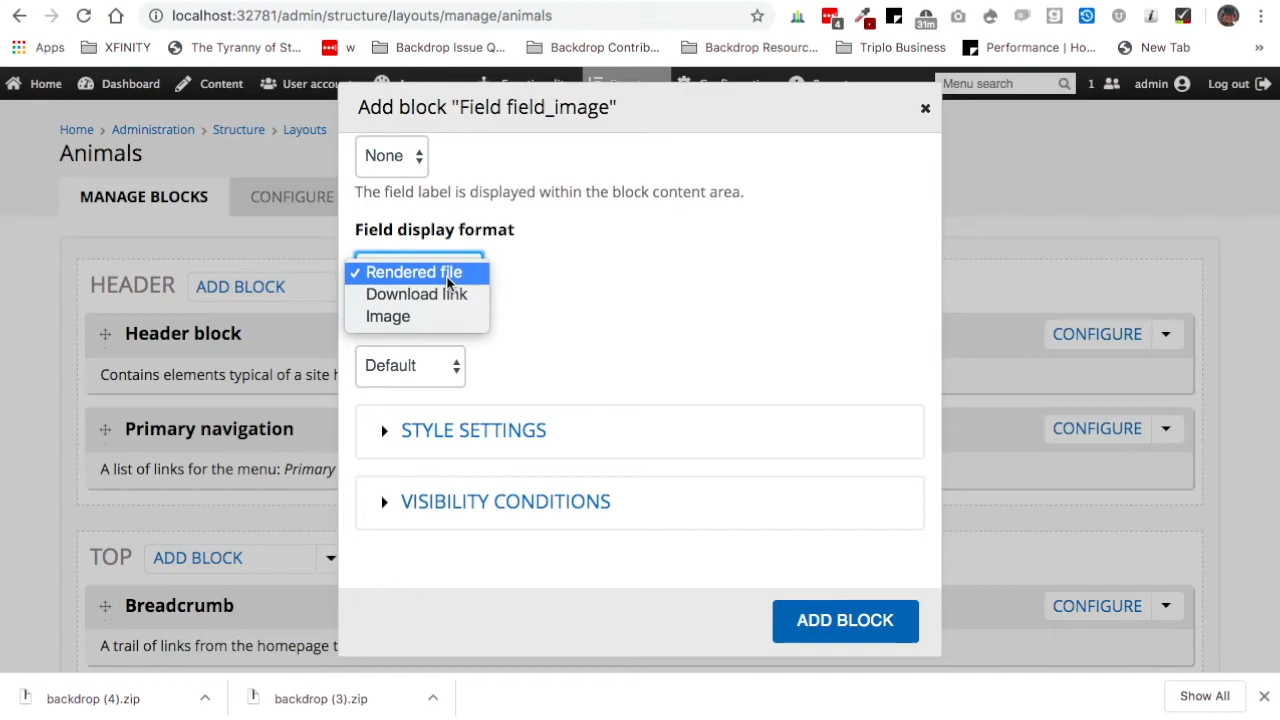 localhost:32781/admin/structure/layouts/manage/animals
4
31m
Apps XFINITY The Tyranny of St... w Backdrop Issue Q... Backdrop Contrib... Backdrop Resourc... Triplo Business Performance | Ho... New Tab »
Home Dashboard Content User accou Menu search 1 admin Log out
Add block "Field field_image"
Home Administration Structure Layouts
Animals
MANAGE BLOCKS CONFIGURE
None
The field label is displayed within the block content area.
Field display format
✓ Rendered file
Download link
Image
Default
STYLE SETTINGS
VISIBILITY CONDITIONS
ADD BLOCK
HEADER ADD BLOCK
Header block CONFIGURE
Contains elements typical of a site h
Primary navigation CONFIGURE
A list of links for the menu: Primary
TOP ADD BLOCK
Breadcrumb CONFIGURE
A trail of links from the homepage t
backdrop (4).zip backdrop (3).zip Show All